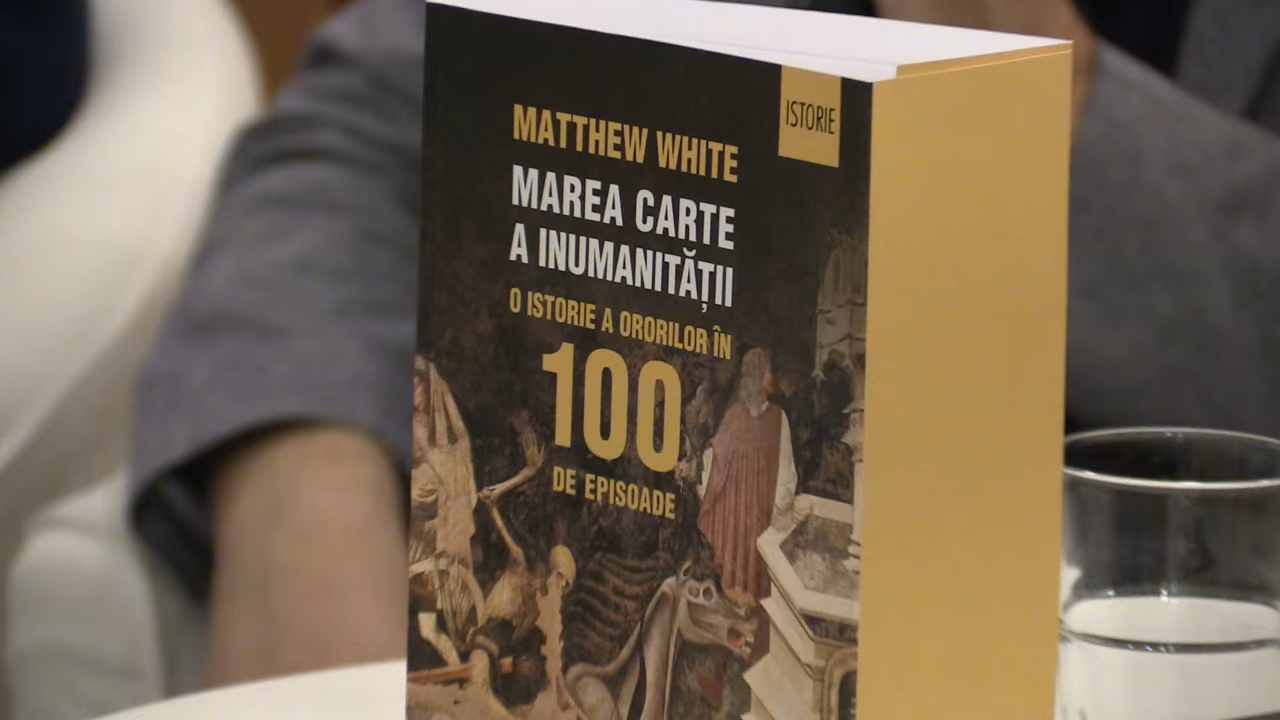 ISTORIE
MATTHEW WHITE
MAREA CARTE
A INUMANITĂȚII
O ISTORIE A ORORILOR ÎN
100
DE EPISOADE